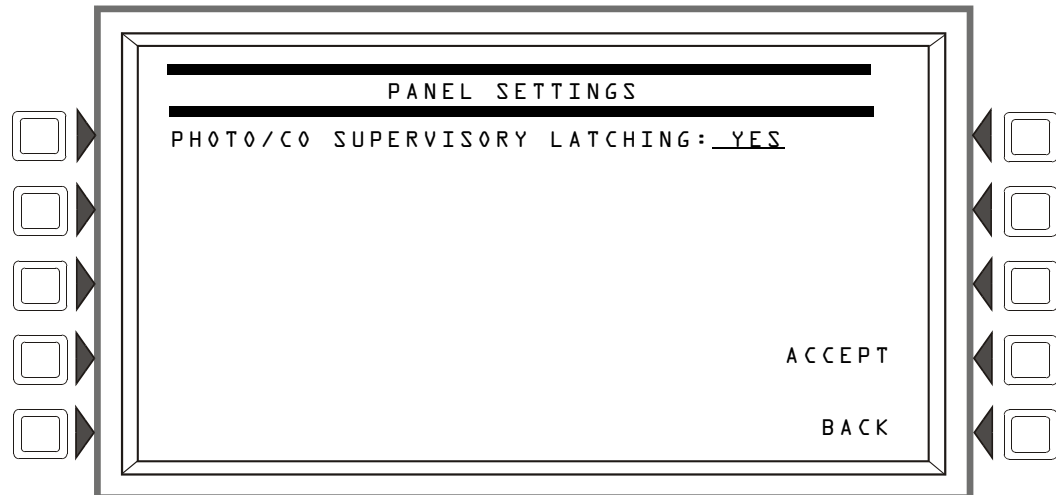 PANEL SETTINGS
PHOTO/CO SUPERVISORY LATCHING: YES
ACCEPT
BACK